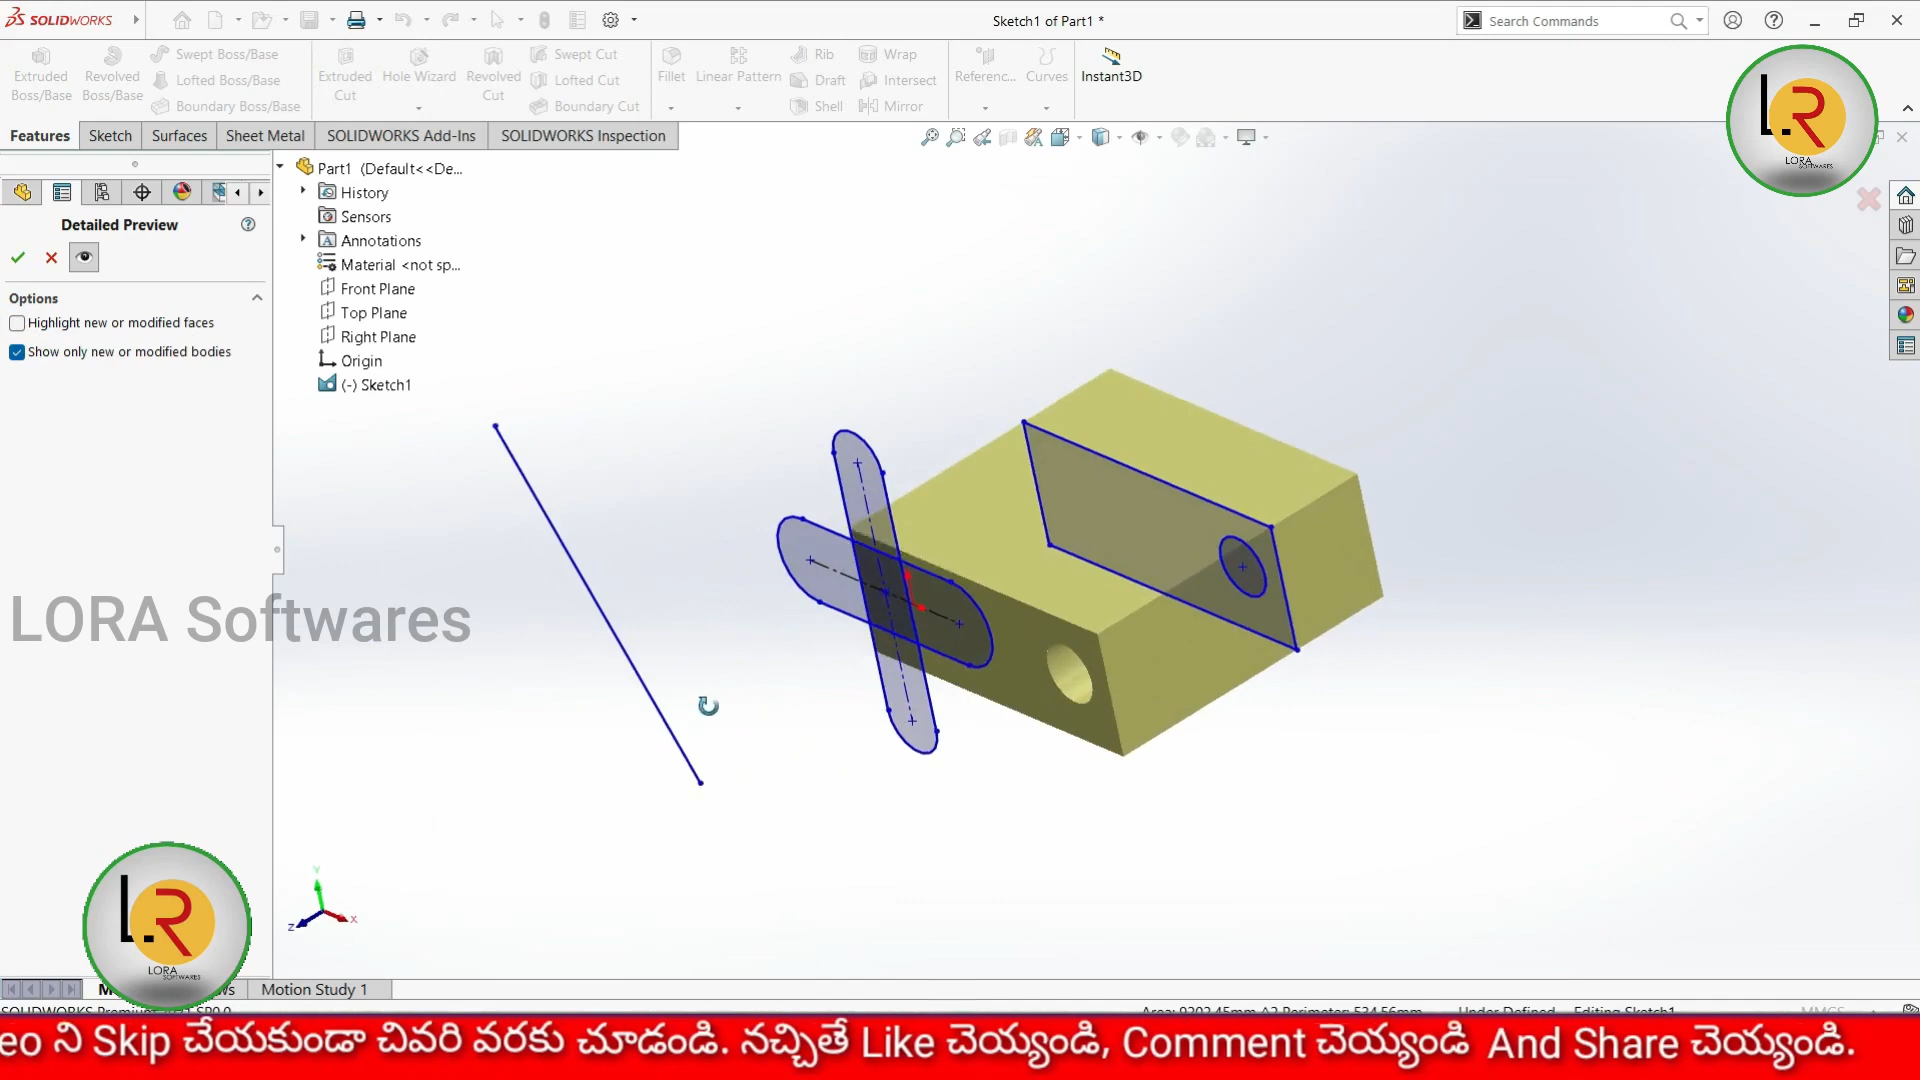 SOLIDWORKS
Sketch1 of Part1 *
Search Commands
Extruded Boss/Base
Revolved Boss/Base
Swept Boss/Base
Lofted Boss/Base
Boundary Boss/Base
Extruded Cut
Hole Wizard
Revolved Cut
Swept Cut
Lofted Cut
Boundary Cut
Fillet
Linear Pattern
Rib
Draft
Shell
Wrap
Intersect
Mirror
Referenc...
Curves
Instant3D
Features
Sketch
Surfaces
Sheet Metal
SOLIDWORKS Add-Ins
SOLIDWORKS Inspection
L.R
LORA
SOFTWARES
Part1 (Default<<De...
History
Sensors
Annotations
Material <not sp...
Front Plane
Top Plane
Right Plane
Origin
(-) Sketch1
Detailed Preview
Options
Highlight new or modified faces
Show only new or modified bodies
LORA Softwares
Y
Z
X
L.R
LORA
SOFTWARES
Motion Study 1
Under Defined
Editing Sketch1
MMGS
eo ని Skip చేయకుండా చివరి వరకు చూడండి. నచ్చితే Like చెయ్యండి, Comment చెయ్యండి And Share చెయ్యండి.